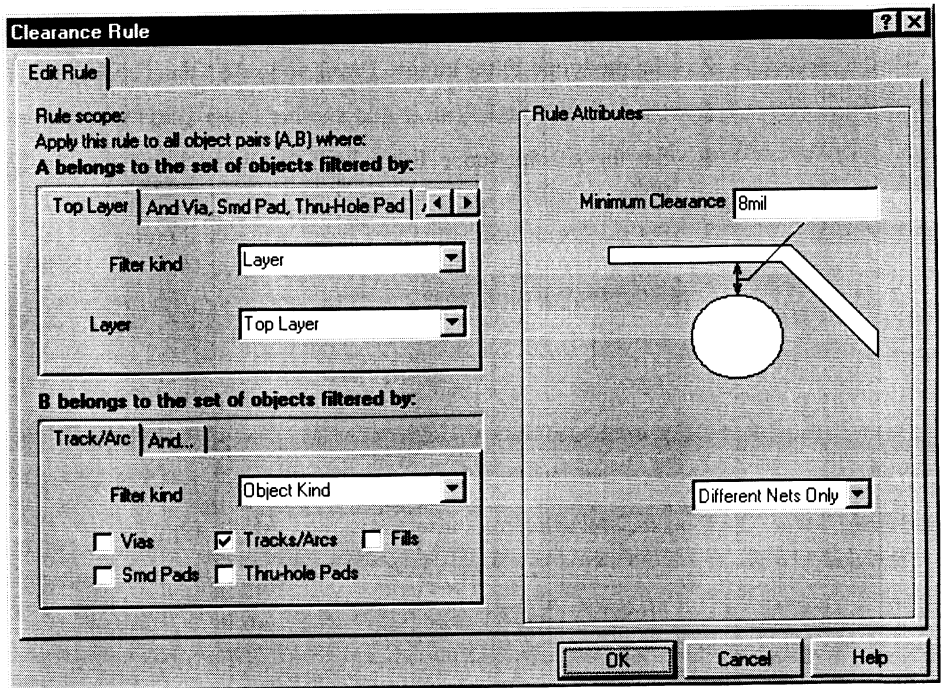 Clearance Rule
Edit Rule
Rule scope:
Apply this rule to all object pairs (A,B) where:
A belongs to the set of objects filtered by:
Top Layer And Via, Smd Pad, Thru-Hole Pad
Filter kind Layer
Layer Top Layer
B belongs to the set of objects filtered by:
Track/Arc And...
Filter kind Object Kind
Vias Tracks/Arcs Fills
Smd Pads Thru-hole Pads
Rule Attributes
Minimum Clearance 8mil
Different Nets Only
OK Cancel Help